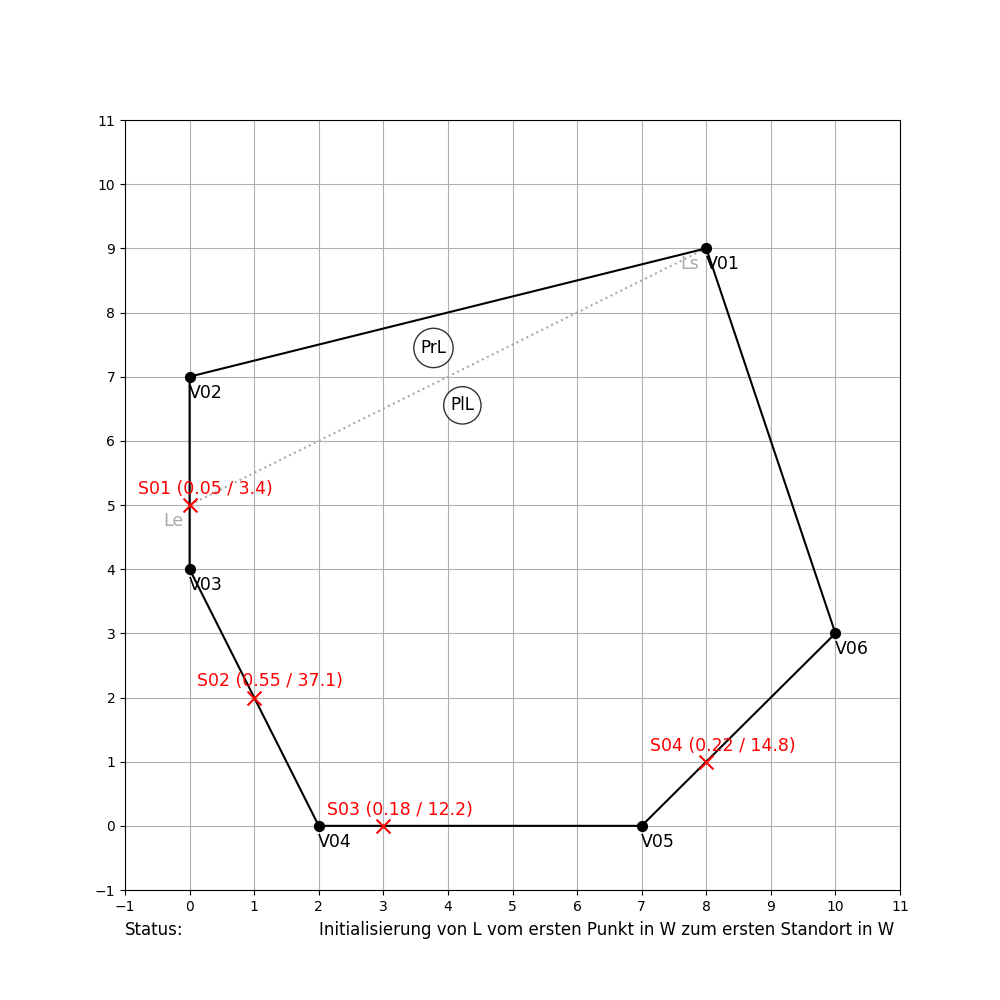 11
10
9
8
7
6
5
4
3
2
1
0
−1
Ls
V01
PrL
PlL
V02
S01 (0.05 / 3.4)
Le
V03
V06
S02 (0.55 / 37.1)
S04 (0.22 / 14.8)
S03 (0.18 / 12.2)
V04
V05
−1 0 1 2 3 4 5 6 7 8 9 10 11
Status: Initialisierung von L vom ersten Punkt in W zum ersten Standort in W